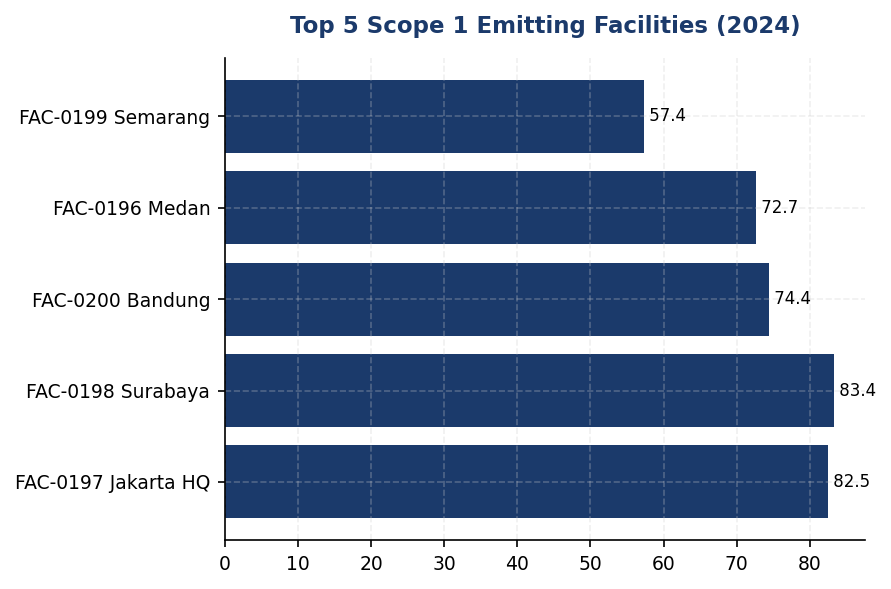 Top 5 Scope 1 Emitting Facilities (2024)
FAC-0199 Semarang 57.4
FAC-0196 Medan 72.7
FAC-0200 Bandung 74.4
FAC-0198 Surabaya 83.4
FAC-0197 Jakarta HQ 82.5
0 10 20 30 40 50 60 70 80